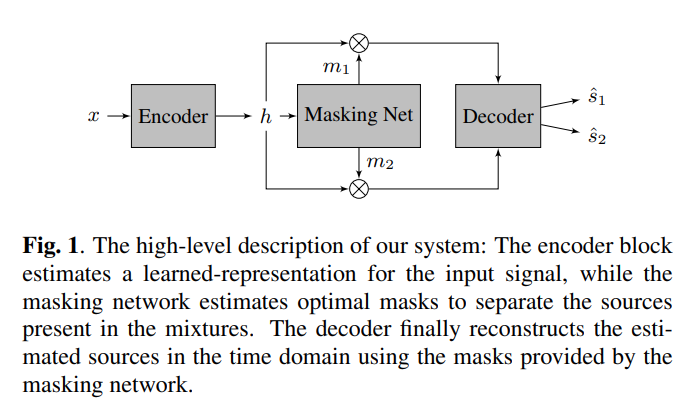 m1
x
Encoder
h
Masking Net
Decoder
ŝ1
ŝ2
m2
Fig. 1. The high-level description of our system: The encoder block
estimates a learned-representation for the input signal, while the
masking network estimates optimal masks to separate the sources
present in the mixtures. The decoder finally reconstructs the esti-
mated sources in the time domain using the masks provided by the
masking network.